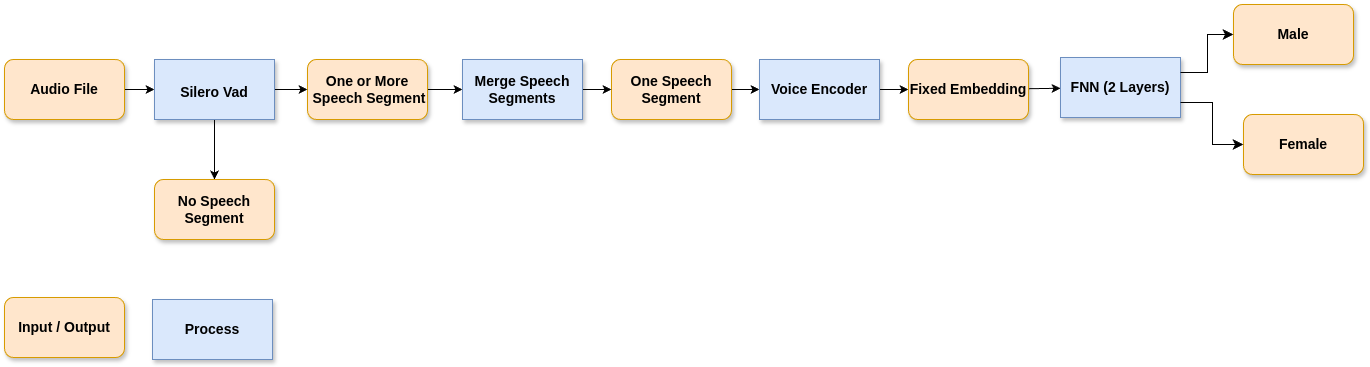 Male
Audio File
Silero Vad
One or More
Speech Segment
Merge Speech
Segments
One Speech
Segment
Voice Encoder
Fixed Embedding
FNN (2 Layers)
Female
No Speech
Segment
Input / Output
Process